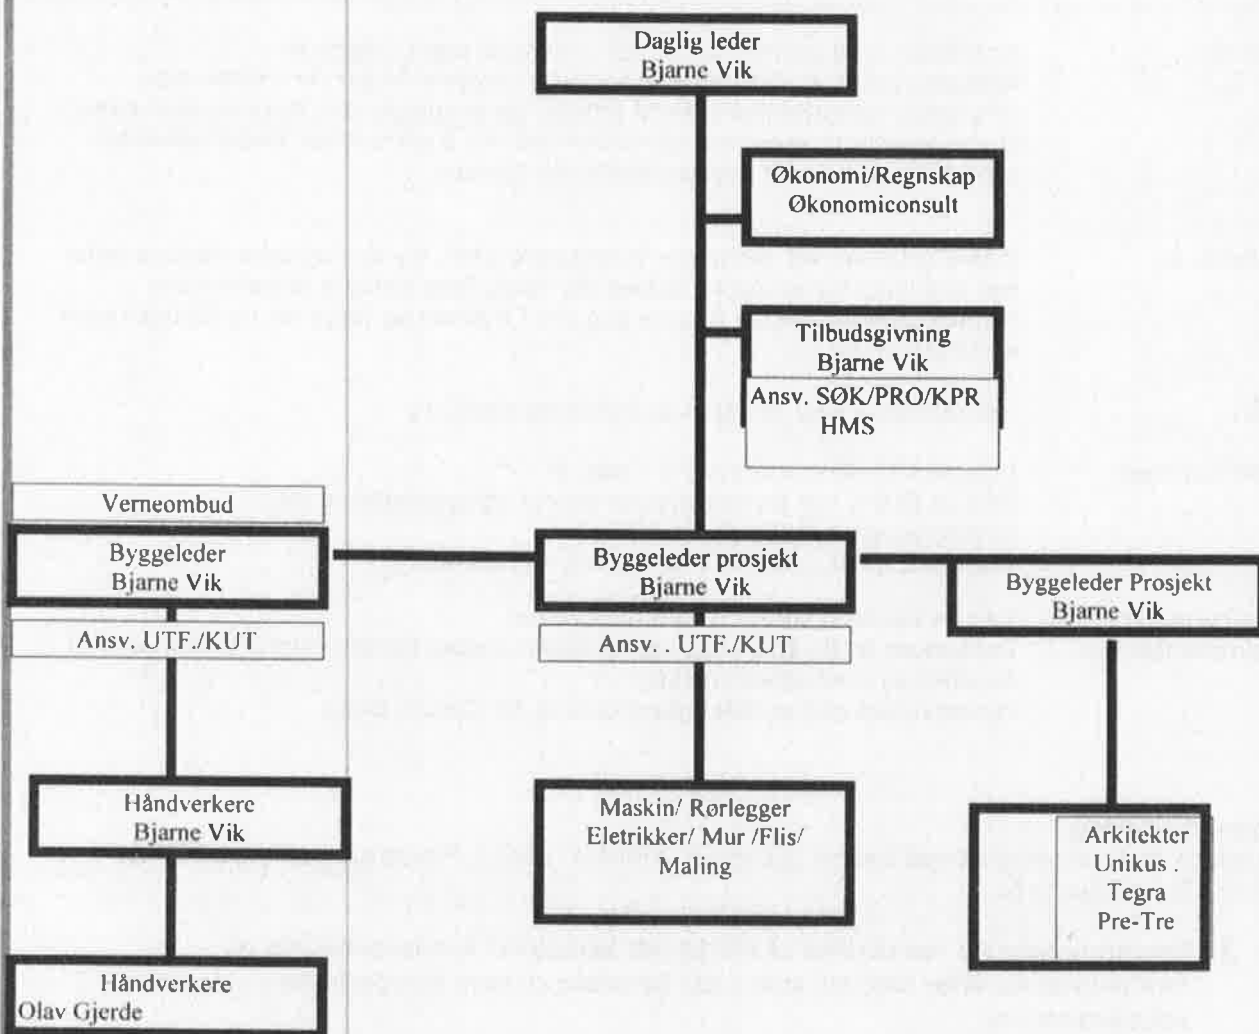 Daglig leder
Bjarne Vik
Økonomi/Regnskap
Økonomiconsult
Tilbudsgivning
Bjarne Vik
Ansv. SØK/PRO/KPR
HMS
Verneombud
Byggeleder
Bjarne Vik
Ansv. UTF./KUT
Byggeleder prosjekt
Bjarne Vik
Ansv. . UTF./KUT
Byggeleder Prosjekt
Bjarne Vik
Håndverkere
Bjarne Vik
Maskin/ Rørlegger
Eletrikker/ Mur /Flis/
Maling
Arkitekter
Unikus .
Tegra
Pre-Tre
Håndverkere
Olav Gjerde